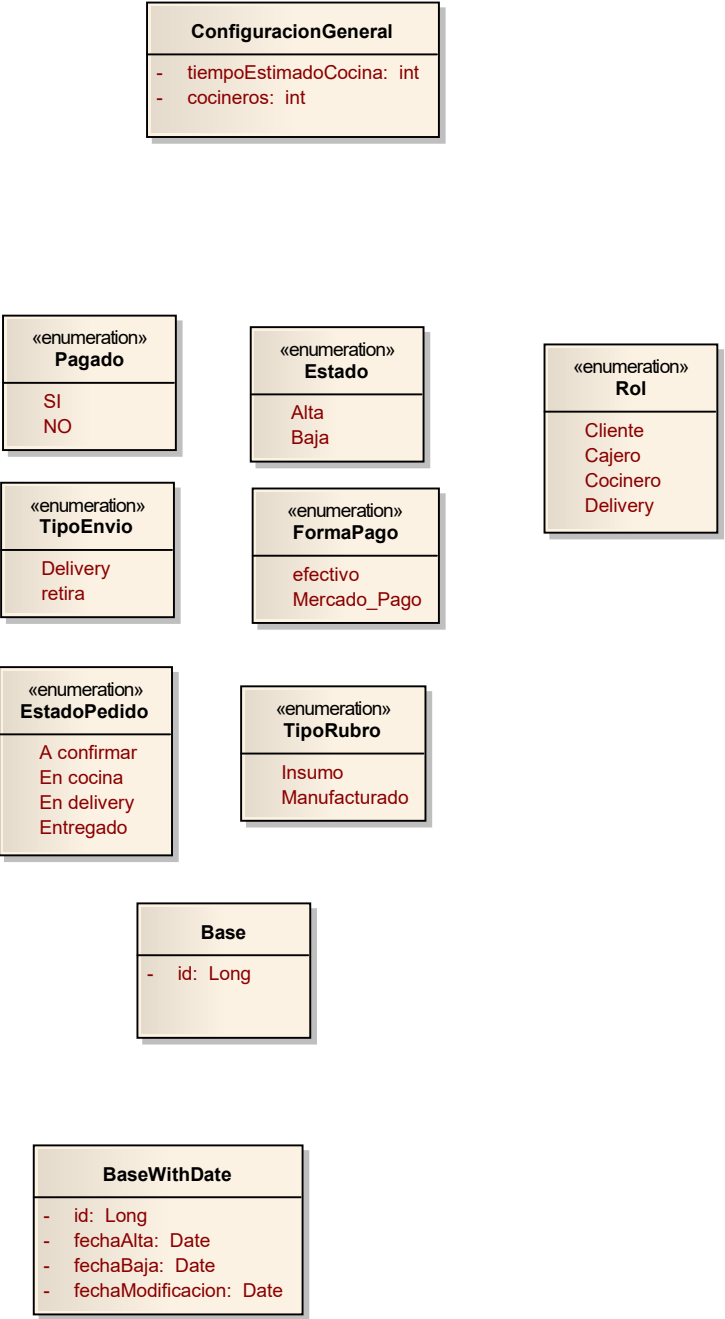 ConfiguracionGeneral
- tiempoEstimadoCocina: int
- cocineros: int
«enumeration»
Pagado
SI
NO
«enumeration»
Estado
Alta
Baja
«enumeration»
Rol
Cliente
Cajero
Cocinero
Delivery
«enumeration»
TipoEnvio
Delivery
retira
«enumeration»
FormaPago
efectivo
Mercado_Pago
«enumeration»
EstadoPedido
A confirmar
En cocina
En delivery
Entregado
«enumeration»
TipoRubro
Insumo
Manufacturado
Base
- id: Long
BaseWithDate
- id: Long
- fechaAlta: Date
- fechaBaja: Date
- fechaModificacion: Date